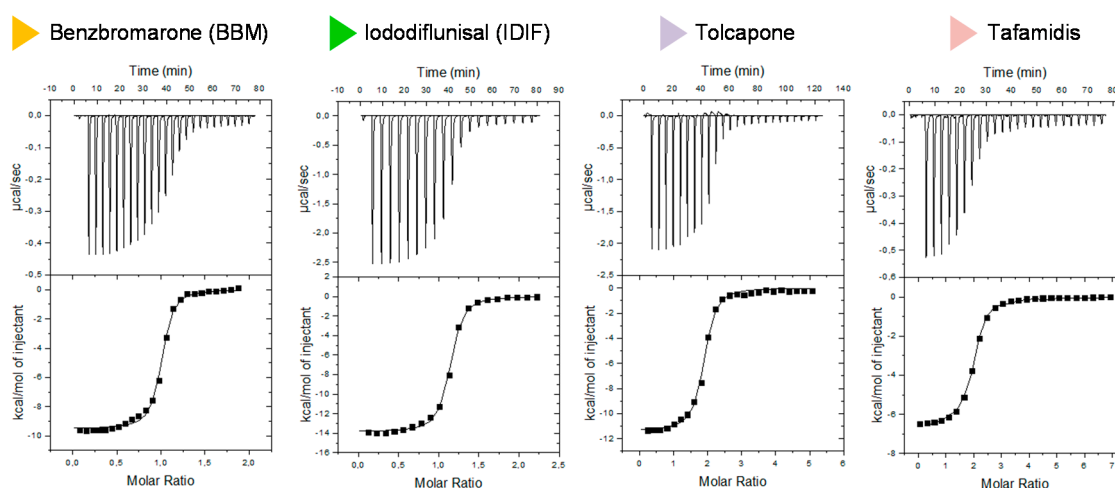 Benzbromarone (BBM)
Iododiflunisal (IDIF)
Tolcapone
Tafamidis
Time (min)
-10 0 10 20 30 40 50 60 70 80
0,0
-0,1
-0,2
-0,3
-0,4
-0,5
µcal/sec
0
-2
-4
-6
-8
-10
kcal/mol of injectant
0,0 0,5 1,0 1,5 2,0
Molar Ratio
Time (min)
-10 0 10 20 30 40 50 60 70 80 90
0,0
-0,5
-1,0
-1,5
-2,0
-2,5
µcal/sec
2
0
-2
-4
-6
-8
-10
-12
-14
-16
kcal/mol of injectant
0,0 0,5 1,0 1,5 2,0 2,5
Molar Ratio
Time (min)
-20 0 20 40 60 80 100 120 140
0,0
-0,5
-1,0
-1,5
-2,0
-2,5
µcal/sec
0
-2
-4
-6
-8
-10
-12
kcal/mol of injectant
0 1 2 3 4 5 6
Molar Ratio
Time (min)
0 10 20 30 40 50 60 70 80
0,0
-0,1
-0,2
-0,3
-0,4
-0,5
-0,6
µcal/sec
0
-2
-4
-6
-8
kcal/mol of injectant
0 1 2 3 4 5 6 7
Molar Ratio